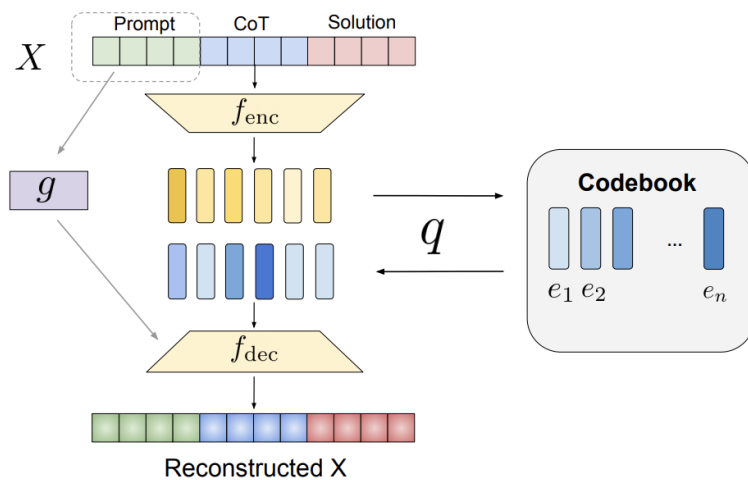 Prompt CoT Solution
X
f_enc
g
Codebook
q
...
e_1 e_2 e_n
f_dec
Reconstructed X